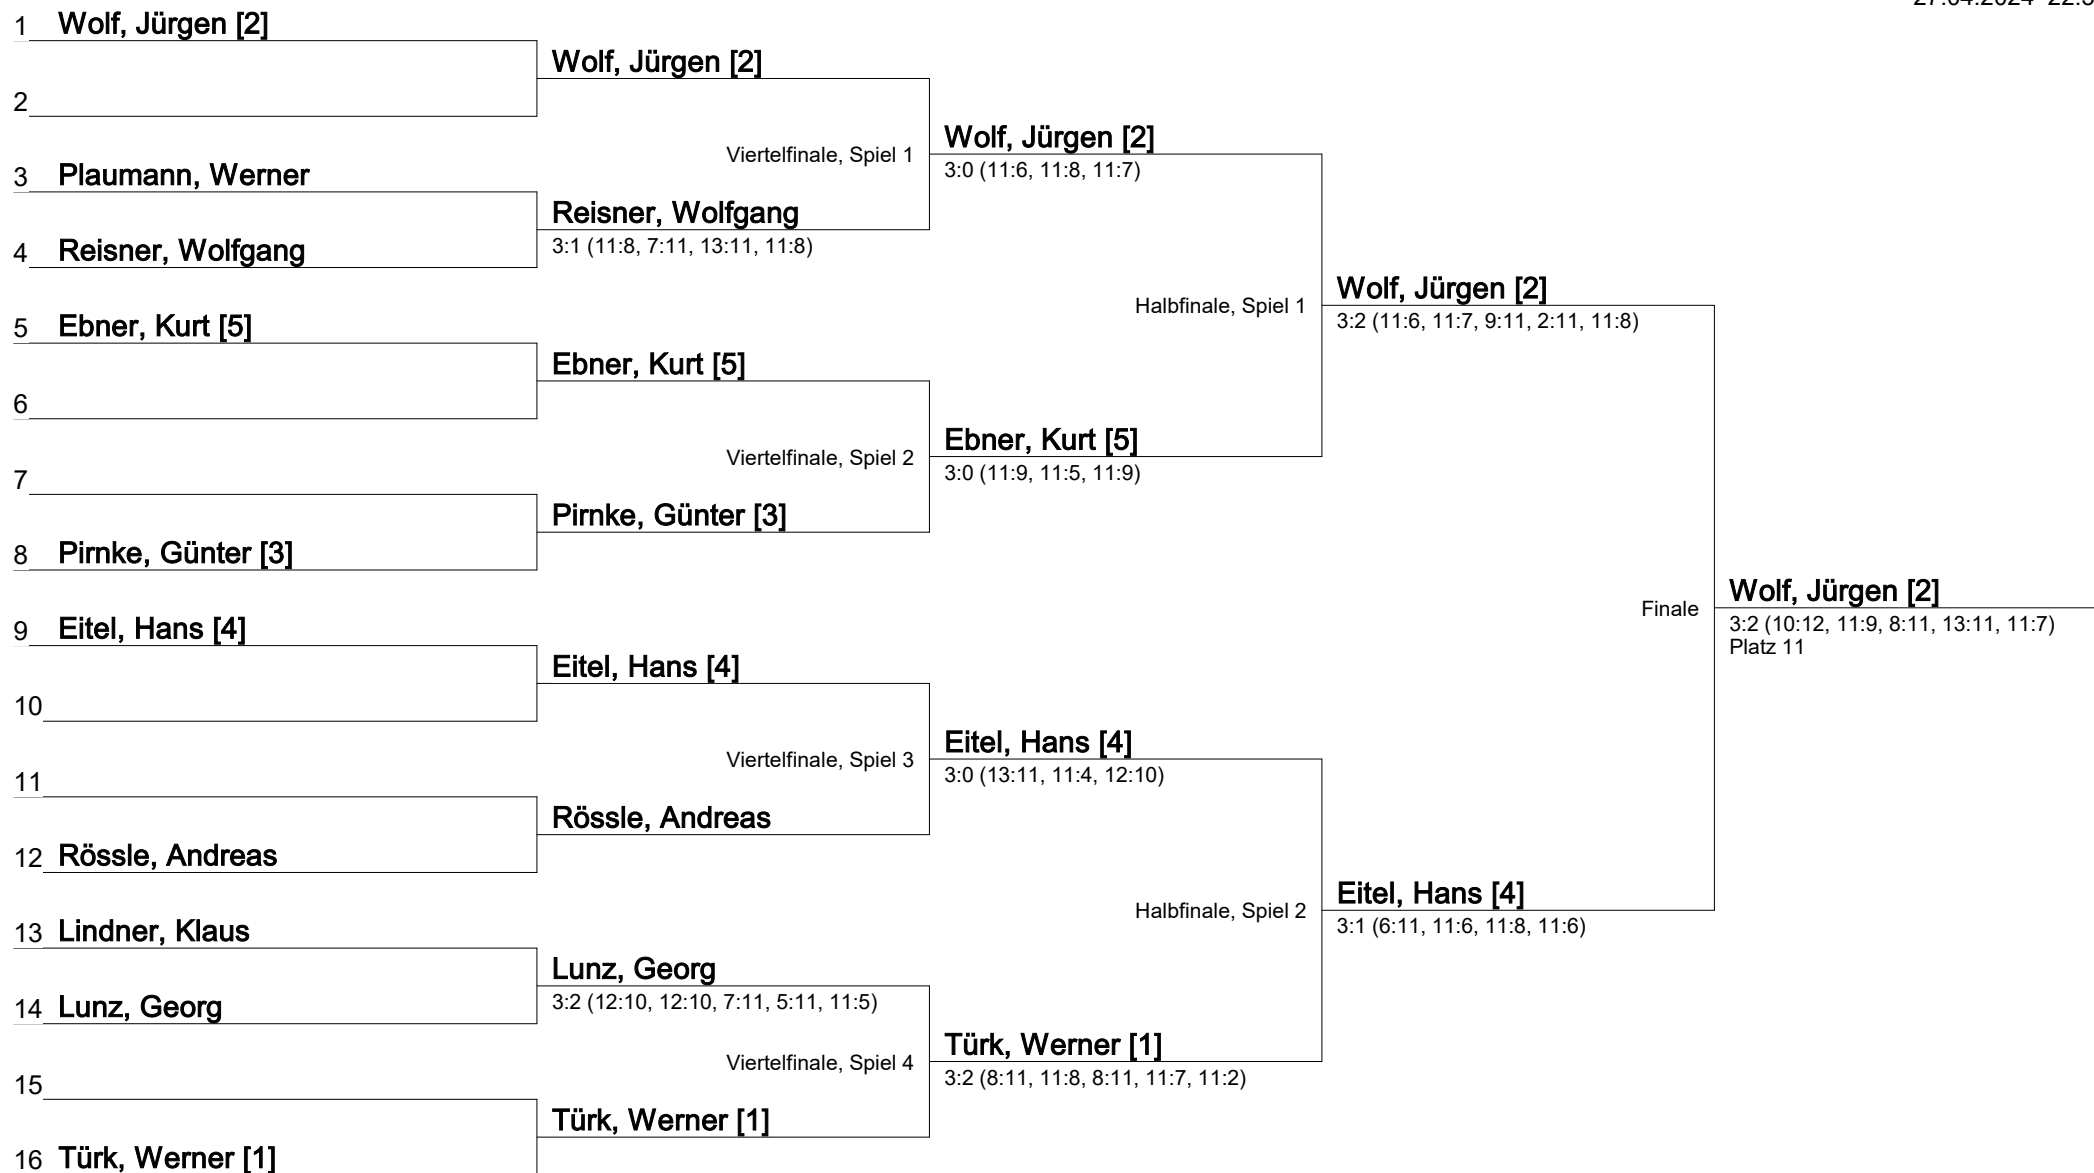 1 Wolf, Jürgen [2]
Wolf, Jürgen [2]
2
Viertelfinale, Spiel 1
Wolf, Jürgen [2]
3:0 (11:6, 11:8, 11:7)
3 Plaumann, Werner
Reisner, Wolfgang
3:1 (11:8, 7:11, 13:11, 11:8)
4 Reisner, Wolfgang
Halbfinale, Spiel 1
Wolf, Jürgen [2]
3:2 (11:6, 11:7, 9:11, 2:11, 11:8)
5 Ebner, Kurt [5]
Ebner, Kurt [5]
6
Viertelfinale, Spiel 2
Ebner, Kurt [5]
3:0 (11:9, 11:5, 11:9)
7
Pirnke, Günter [3]
8 Pirnke, Günter [3]
Finale
Wolf, Jürgen [2]
3:2 (10:12, 11:9, 8:11, 13:11, 11:7)
Platz 11
9 Eitel, Hans [4]
Eitel, Hans [4]
10
Viertelfinale, Spiel 3
Eitel, Hans [4]
3:0 (13:11, 11:4, 12:10)
11
Rössle, Andreas
12 Rössle, Andreas
Halbfinale, Spiel 2
Eitel, Hans [4]
3:1 (6:11, 11:6, 11:8, 11:6)
13 Lindner, Klaus
Lunz, Georg
3:2 (12:10, 12:10, 7:11, 5:11, 11:5)
14 Lunz, Georg
Viertelfinale, Spiel 4
Türk, Werner [1]
3:2 (8:11, 11:8, 8:11, 11:7, 11:2)
15
Türk, Werner [1]
16 Türk, Werner [1]